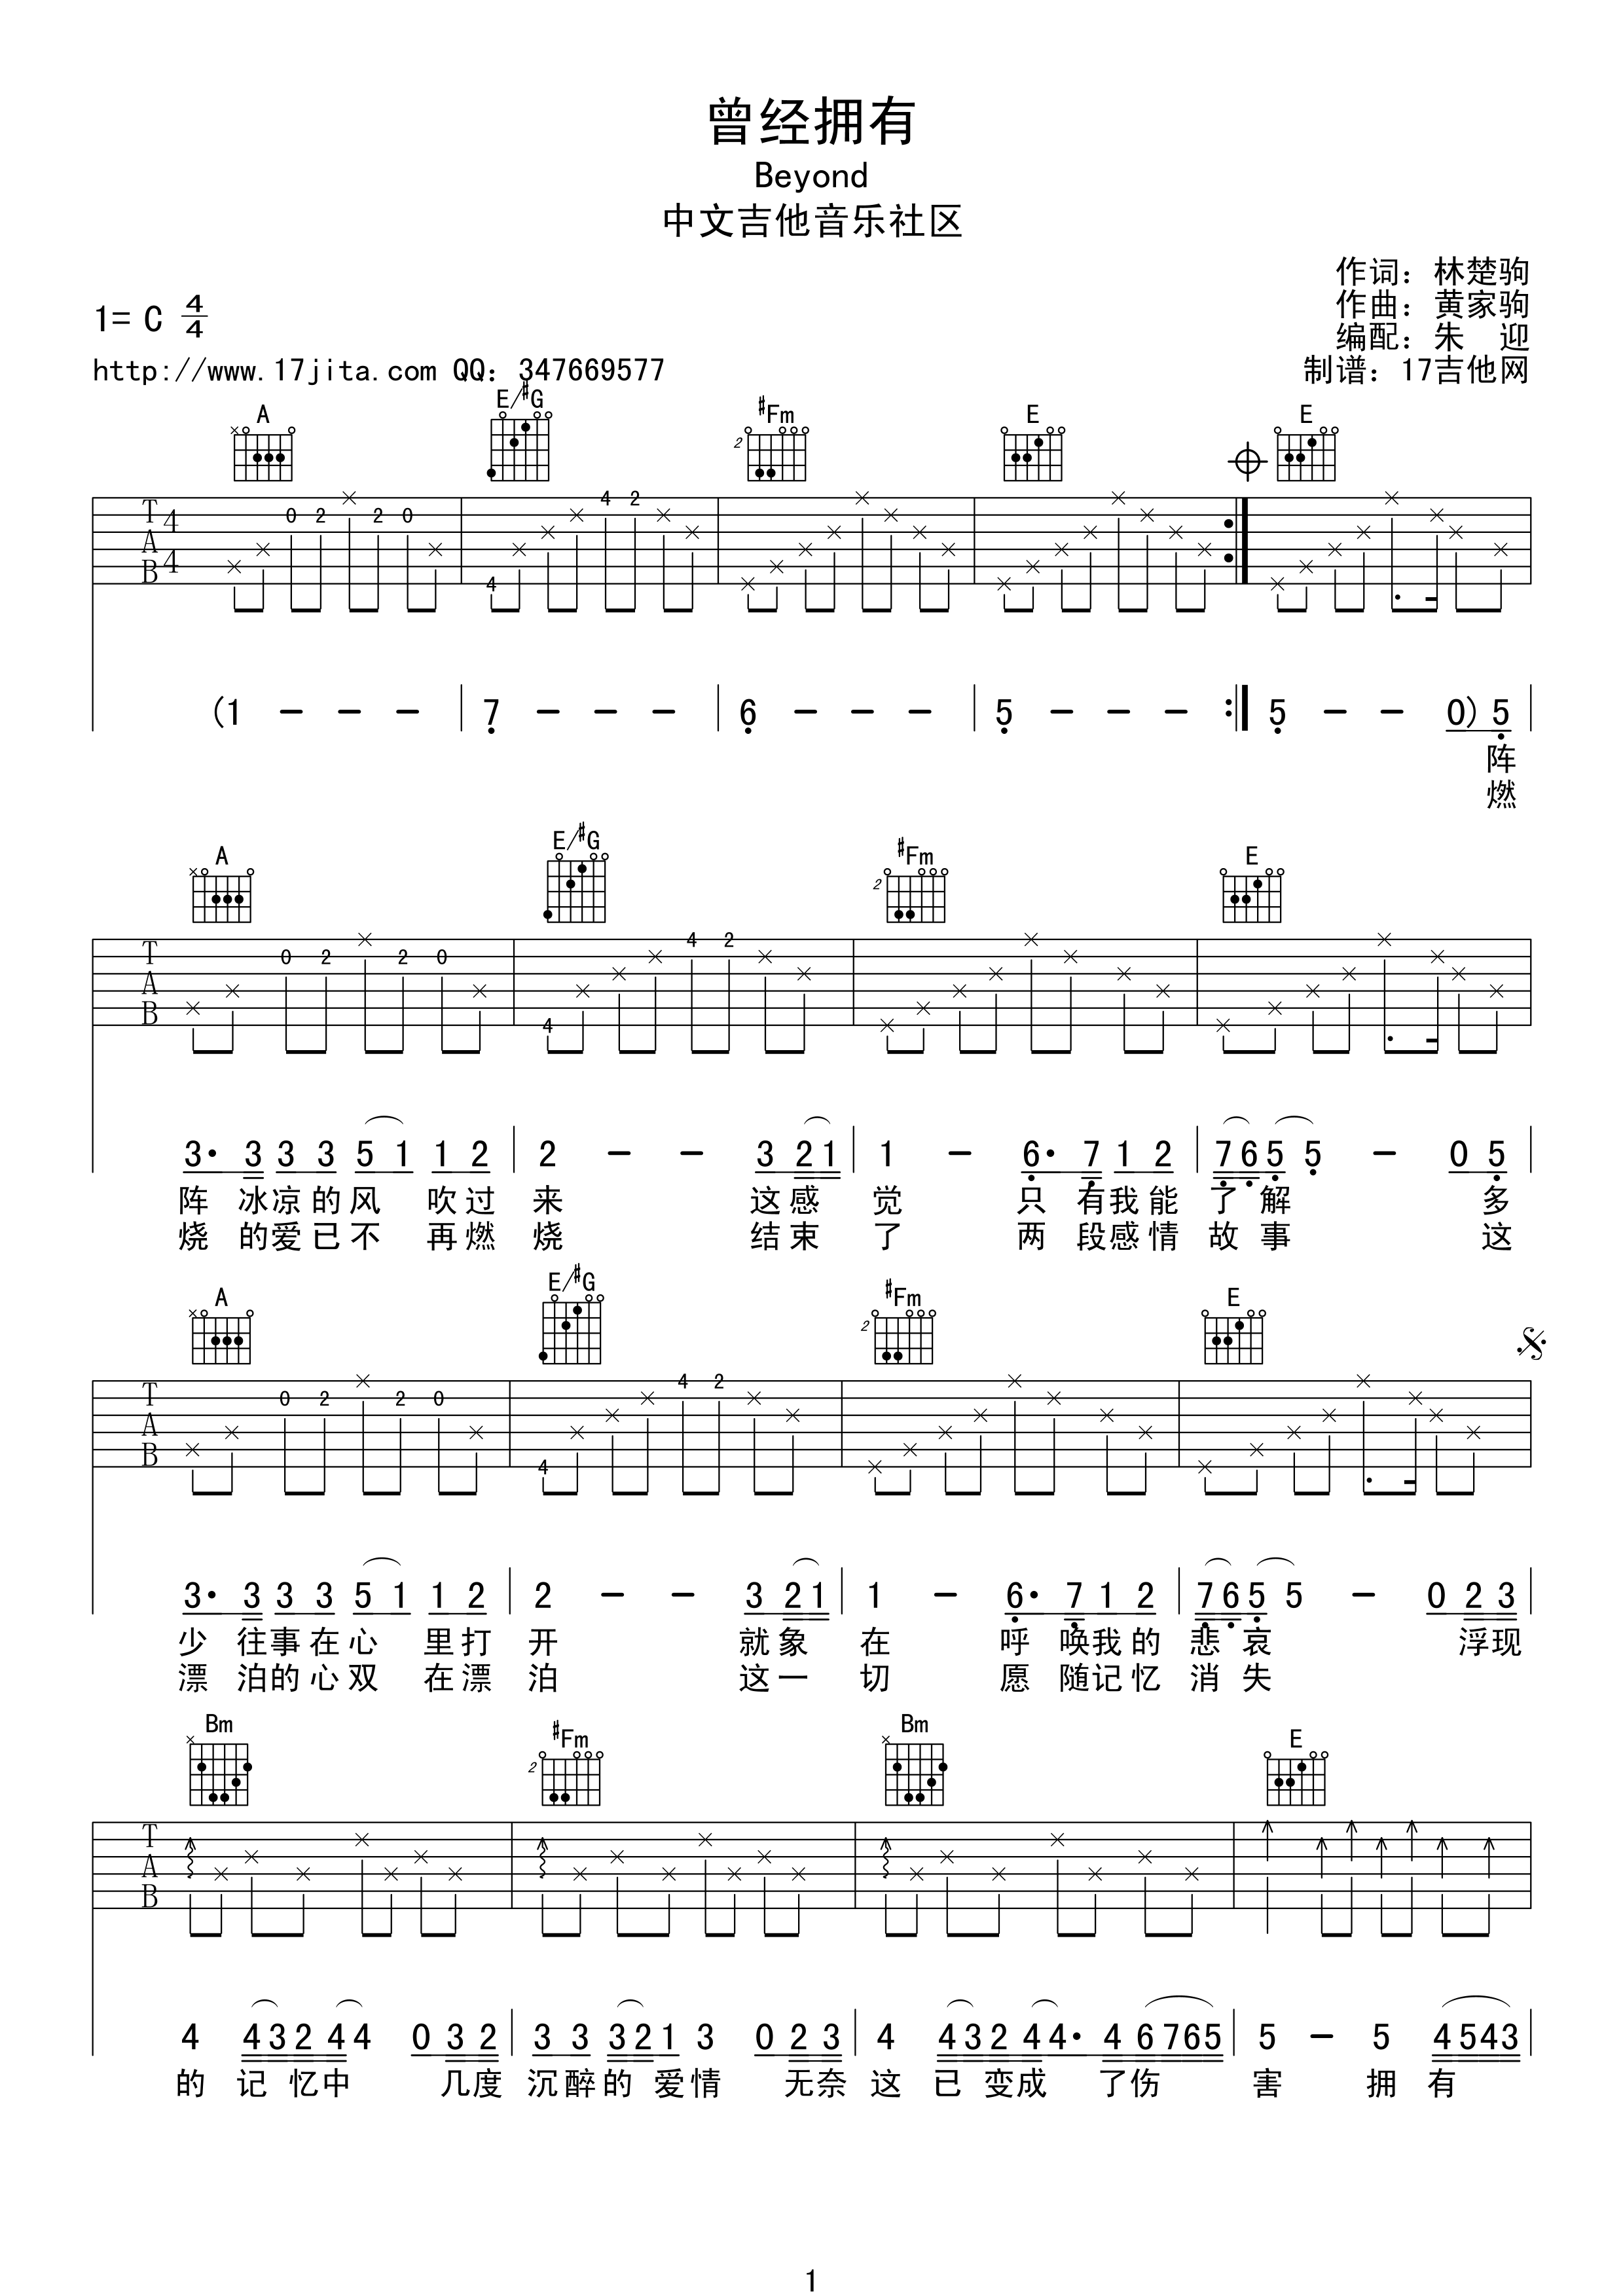 曾经拥有
Beyond
中文吉他音乐社区
作词：林楚驹
作曲：黄家驹
1= C 4/4
编配：朱　迎
http://www.17jita.com QQ：347669577
制谱：17吉他网
A E/#G #Fm E E
2
T A B 4/4 0 2 2 0 4 4 2
(1 - - - | 7 - - - | 6 - - - | 5 - - - :| 5 - - 0) 5
阵
燃
A E/#G #Fm E
2
T A B 0 2 2 0 4 4 2
3· 3 3 3 5 1 1 2 | 2 - - 3 2 1 | 1 - 6· 7 1 2 | 7 6 5 5 - 0 5
阵 冰凉的风 吹过 来 这感 觉 只 有我能 了 解 多
烧 的爱已不 再燃 烧 结束 了 两 段感情 故 事 这
A E/#G #Fm E
2
T A B 0 2 2 0 4 4 2
3· 3 3 3 5 1 1 2 | 2 - - 3 2 1 | 1 - 6· 7 1 2 | 7 6 5 5 - 0 2 3
少 往事在心 里打 开 就象 在 呼 唤我的 悲 哀 浮现
漂 泊的心双 在漂 泊 这一 切 愿 随记忆 消 失
Bm #Fm Bm E
2
T A B
4 4 3 2 4 4 0 3 2 | 3 3 3 2 1 3 0 2 3 | 4 4 3 2 4 4· 4 6 7 6 5 | 5 - 5 4 5 4 3
的 记 忆中 几度 沉醉的 爱情 无奈 这 已 变成 了伤 害 拥 有
1